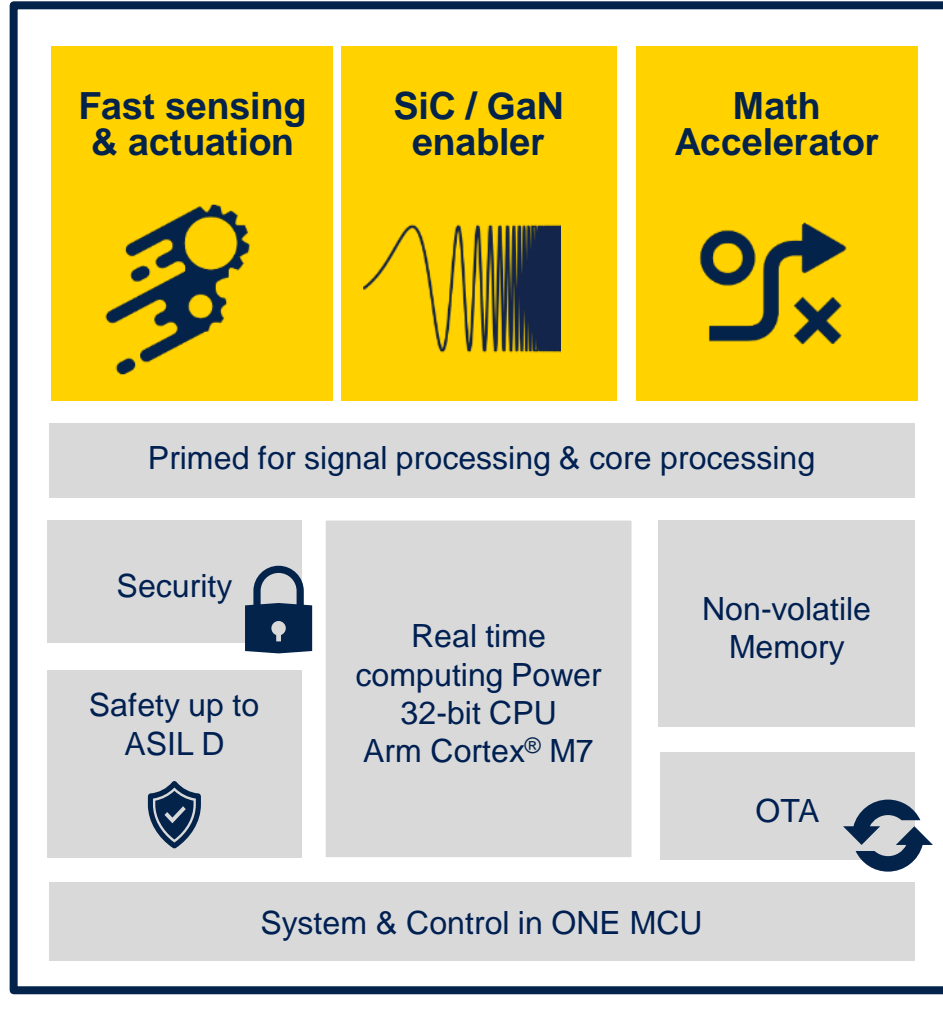 Fast sensing
& actuation
SiC / GaN
enabler
Math
Accelerator
Primed for signal processing & core processing
Security
Safety up to
ASIL D
Real time
computing Power
32-bit CPU
Arm Cortex® M7
Non-volatile
Memory
OTA
System & Control in ONE MCU